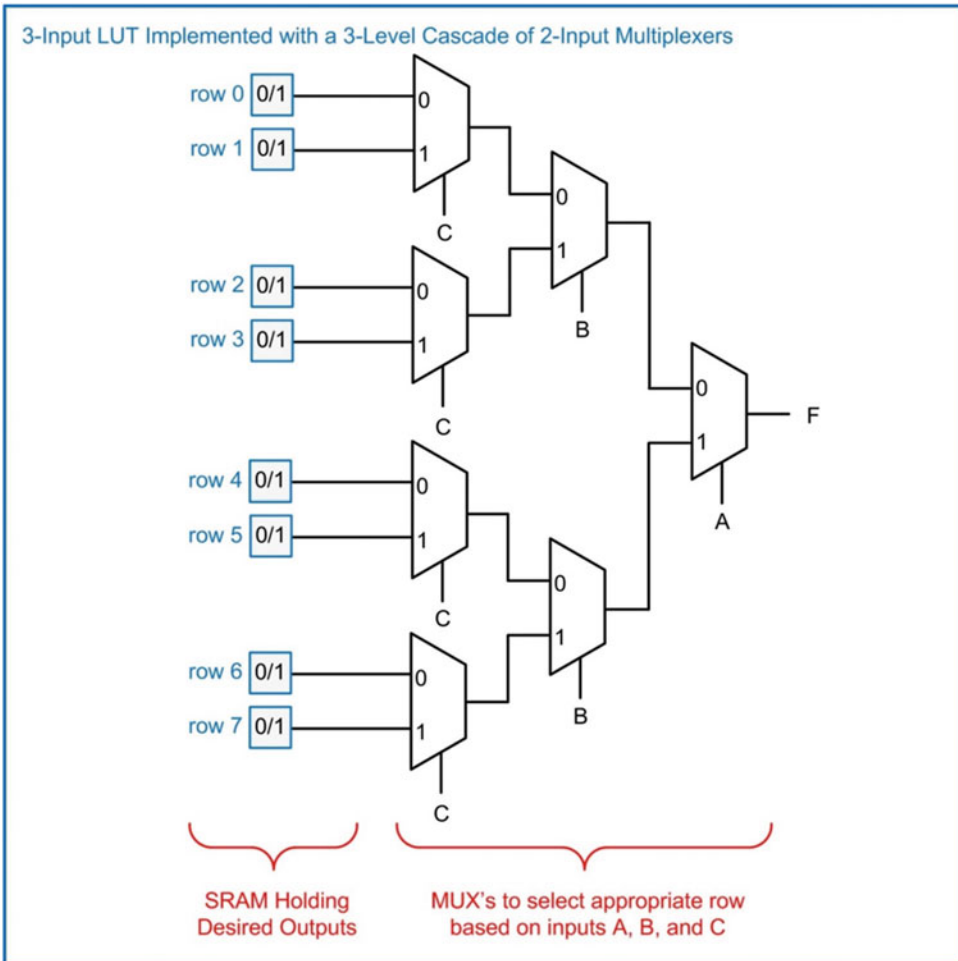 3-Input LUT Implemented with a 3-Level Cascade of 2-Input Multiplexers
row 0 0/1
0
row 1 0/1
1
C
0
1
B
row 2 0/1
0
row 3 0/1
1
C
0
1
F
A
row 4 0/1
0
row 5 0/1
1
C
0
1
B
row 6 0/1
0
row 7 0/1
1
C
SRAM Holding
Desired Outputs
MUX's to select appropriate row
based on inputs A, B, and C